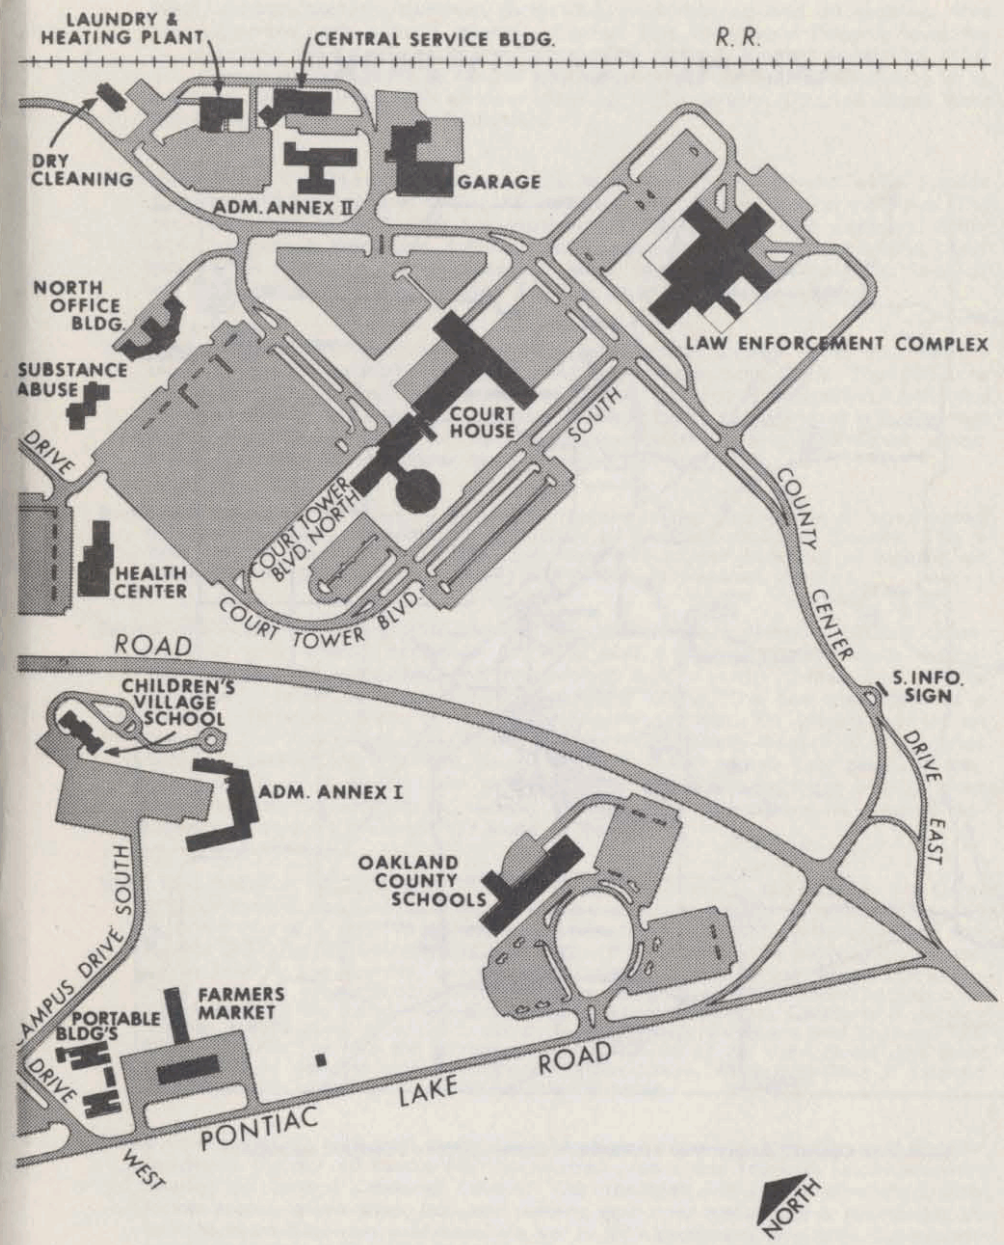 LAUNDRY &
HEATING PLANT
CENTRAL SERVICE BLDG.
R. R.
DRY
CLEANING
GARAGE
ADM. ANNEX II
NORTH
OFFICE
BLDG.
LAW ENFORCEMENT COMPLEX
SUBSTANCE
ABUSE
COURT
HOUSE
SOUTH
DRIVE
COURT TOWER
BLVD. NORTH
COUNTY
CENTER
DRIVE
EAST
HEALTH
CENTER
COURT TOWER BLVD.
ROAD
S. INFO.
SIGN
CHILDREN'S
VILLAGE
SCHOOL
ADM. ANNEX I
OAKLAND
COUNTY
SCHOOLS
CAMPUS DRIVE SOUTH
FARMERS
MARKET
PORTABLE
BLDG'S
DRIVE
WEST
PONTIAC LAKE ROAD
NORTH